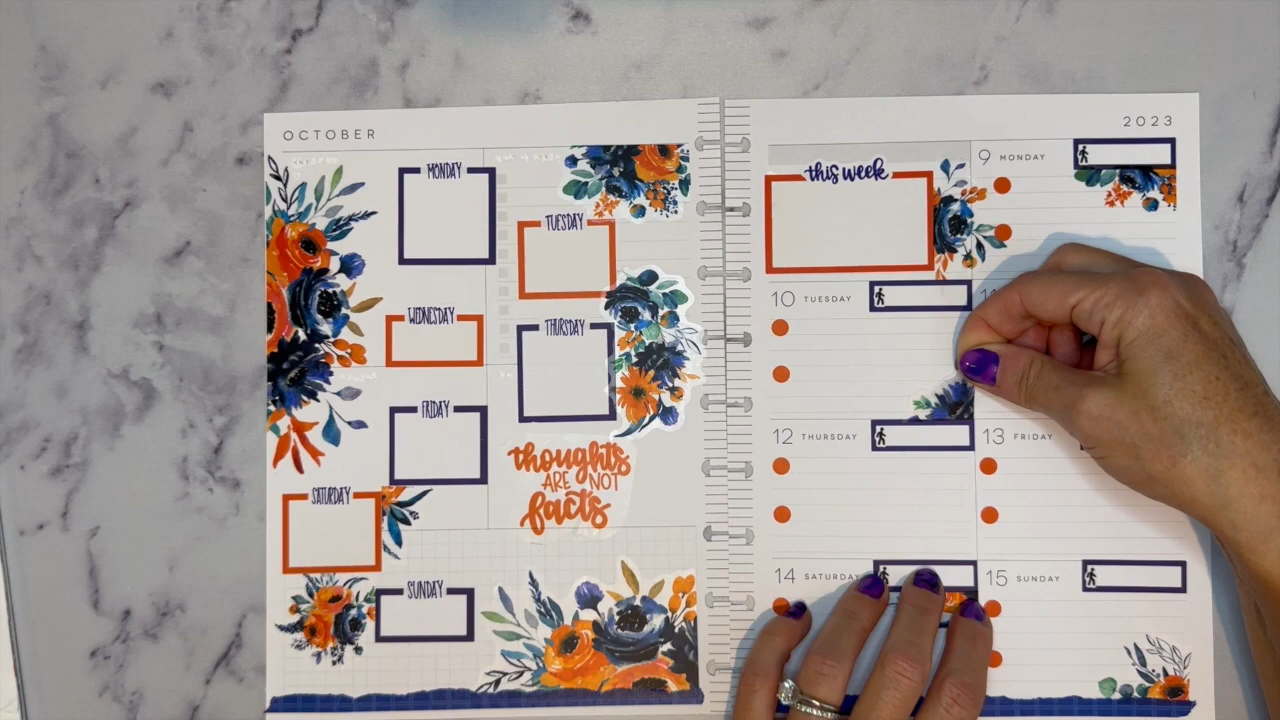 OCTOBER
MONDAY
TUESDAY
WEDNESDAY
THURSDAY
FRIDAY
thoughts
ARE NOT
facts
SATURDAY
SUNDAY
2023
this week
9 MONDAY
10 TUESDAY
12 THURSDAY
13 FRIDAY
14 SATURDAY
15 SUNDAY